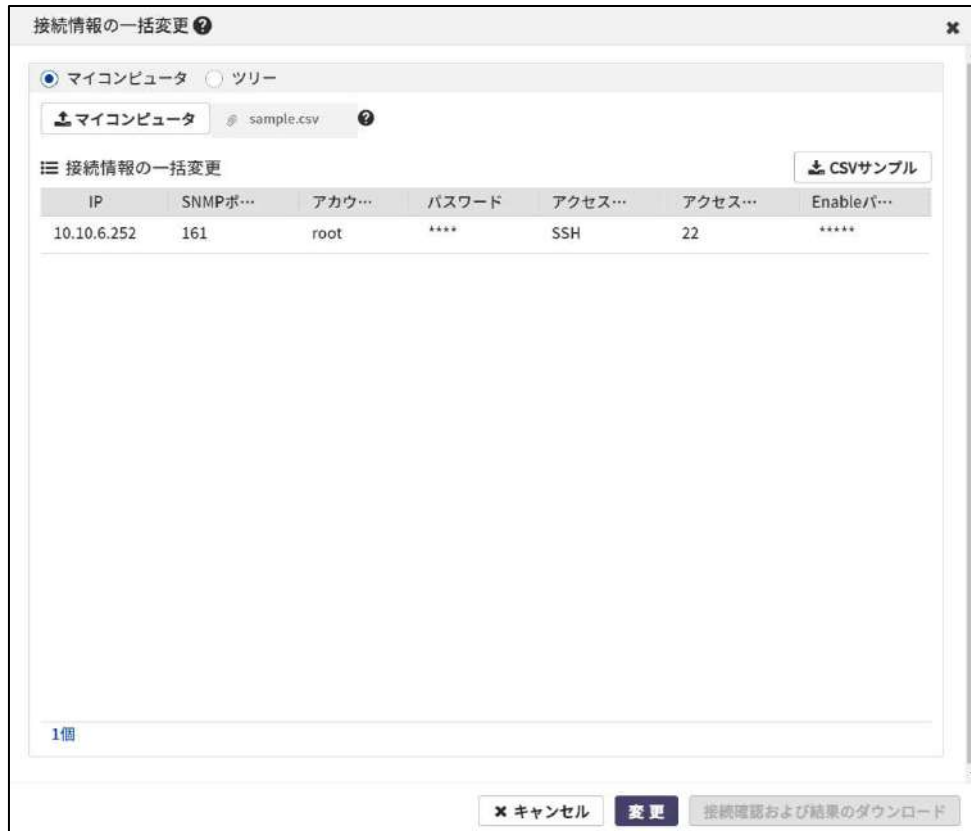 接続情報の一括変更
マイコンピュータ ツリー
マイコンピュータ sample.csv
接続情報の一括変更 CSVサンプル
IP SNMPポ… アカウ… パスワード アクセス… アクセス… Enableパ…
10.10.6.252 161 root **** SSH 22 *****
1個
キャンセル 変更 接続確認および結果のダウンロード